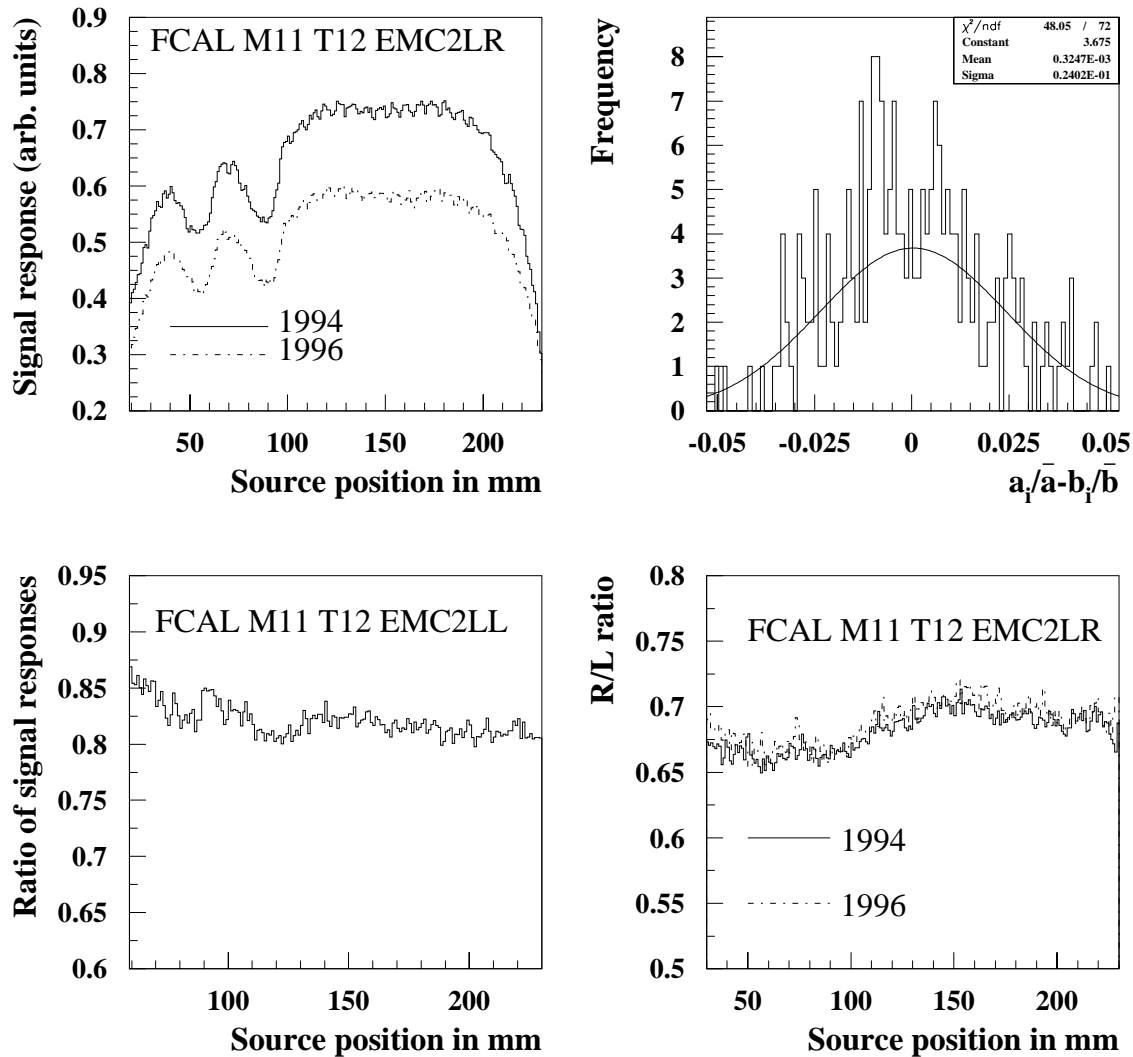 Signal response (arb. units)
0.9
0.8
0.7
0.6
0.5
0.4
0.3
0.2
FCAL M11 T12 EMC2LR
1994
1996
50 100 150 200
Source position in mm
Frequency
8
7
6
5
4
3
2
1
0
χ²/ndf 48.05 / 72
Constant 3.675
Mean 0.3247E-03
Sigma 0.2402E-01
-0.05 -0.025 0 0.025 0.05
a_i/a̅-b_i/b̅
Ratio of signal responses
0.95
0.9
0.85
0.8
0.75
0.7
0.65
0.6
FCAL M11 T12 EMC2LL
100 150 200
Source position in mm
R/L ratio
0.8
0.75
0.7
0.65
0.6
0.55
0.5
FCAL M11 T12 EMC2LR
1994
1996
50 100 150 200
Source position in mm